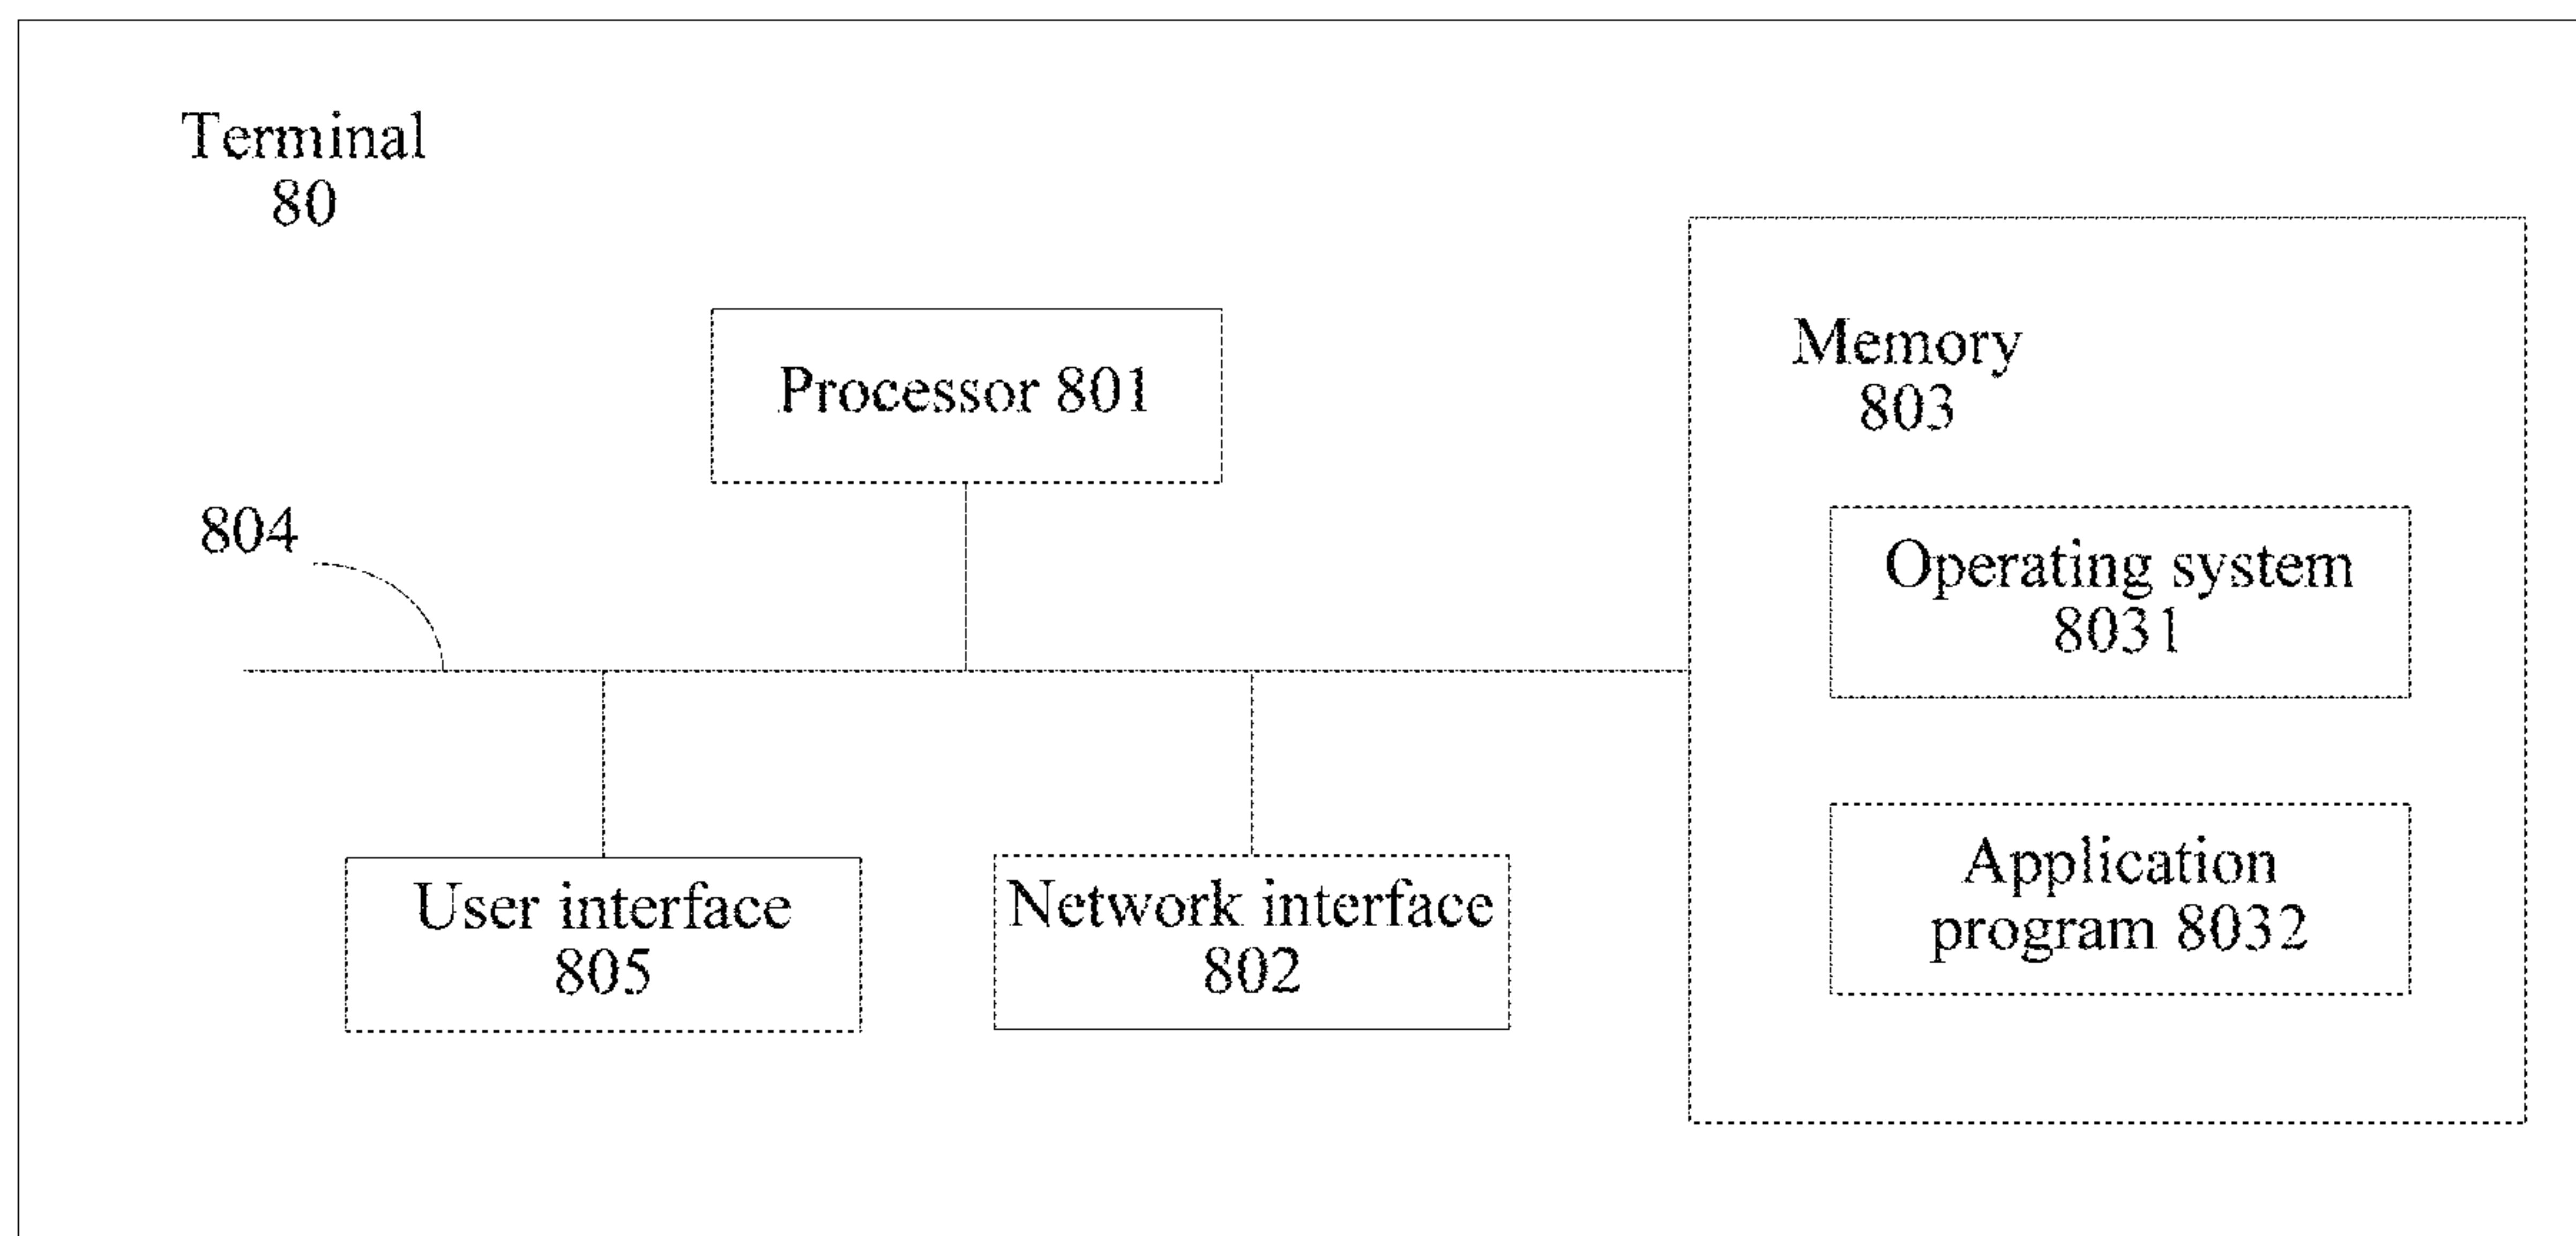 Terminal
80
Processor 801
Memory
803
804
Operating system
8031
Application
program 8032
User interface
805
Network interface
802